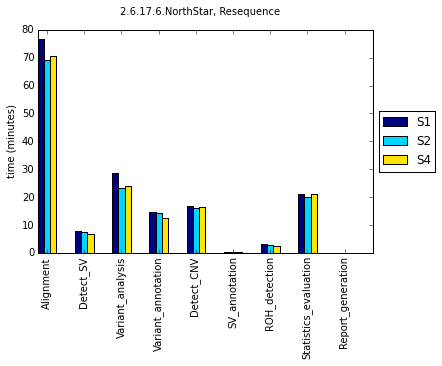 2.6.17.6.NorthStar, Resequence
time (minutes)
80
70
60
50
40
30
20
10
0
Alignment
Detect_SV
Variant_analysis
Variant_annotation
Detect_CNV
SV_annotation
ROH_detection
Statistics_evaluation
Report_generation
S1
S2
S4